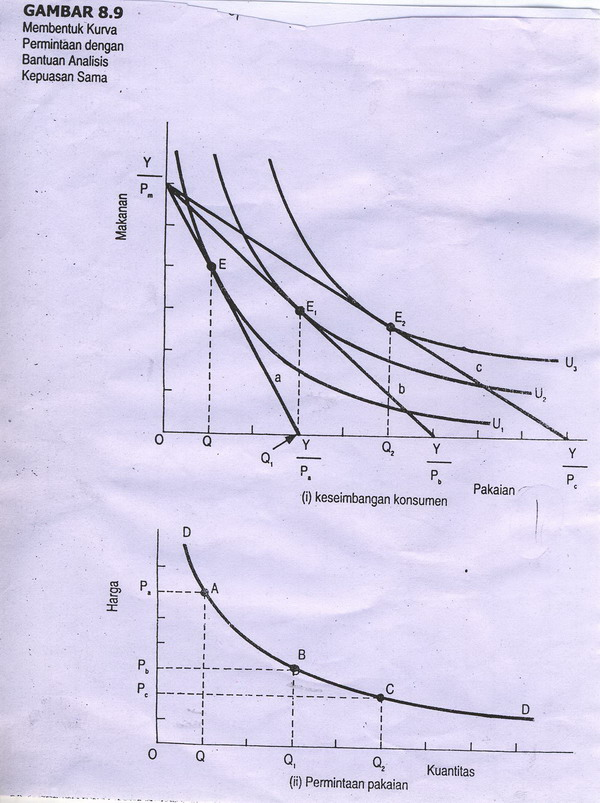 GAMBAR 8.9
Membentuk Kurva
Permintaan dengan
Bantuan Analisis
Kepuasan Sama
Y
Pm
Makanan
E
E1
E2
U3
a
b
c
U2
U1
O
Q
Q1
Y
Pa
Q2
Y
Pb
Pakaian
Y
Pc
(i) keseimbangan konsumen
D
Harga
Pa
A
Pb
B
Pc
C
D
O
Q
Q1
Q2
Kuantitas
(ii) Permintaan pakaian